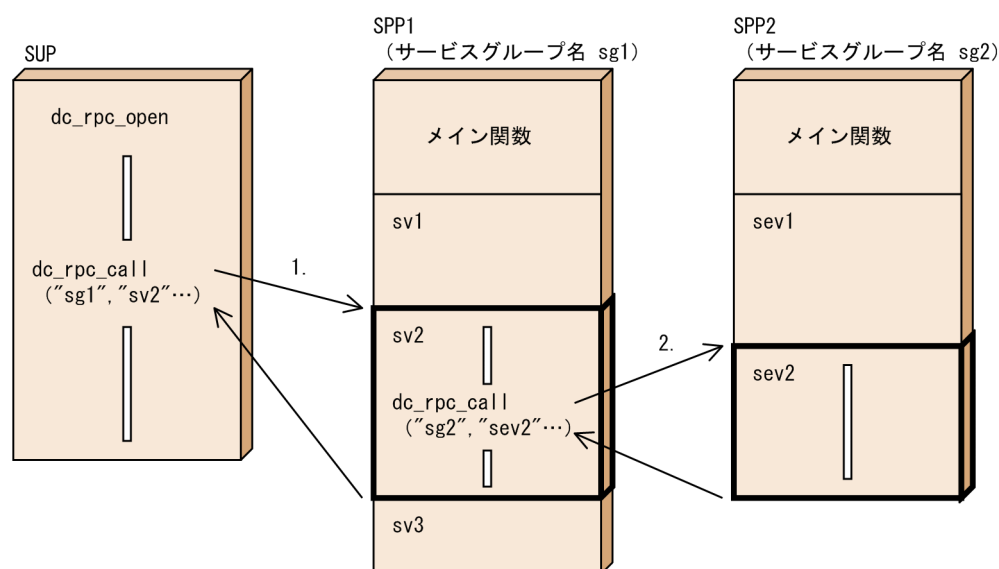 SUP
dc_rpc_open
dc_rpc_call
("sg1","sv2"…)
1.
SPP1
(サービスグループ名 sg1)
メイン関数
sv1
sv2
dc_rpc_call
("sg2","sev2"…)
sv3
2.
SPP2
(サービスグループ名 sg2)
メイン関数
sev1
sev2